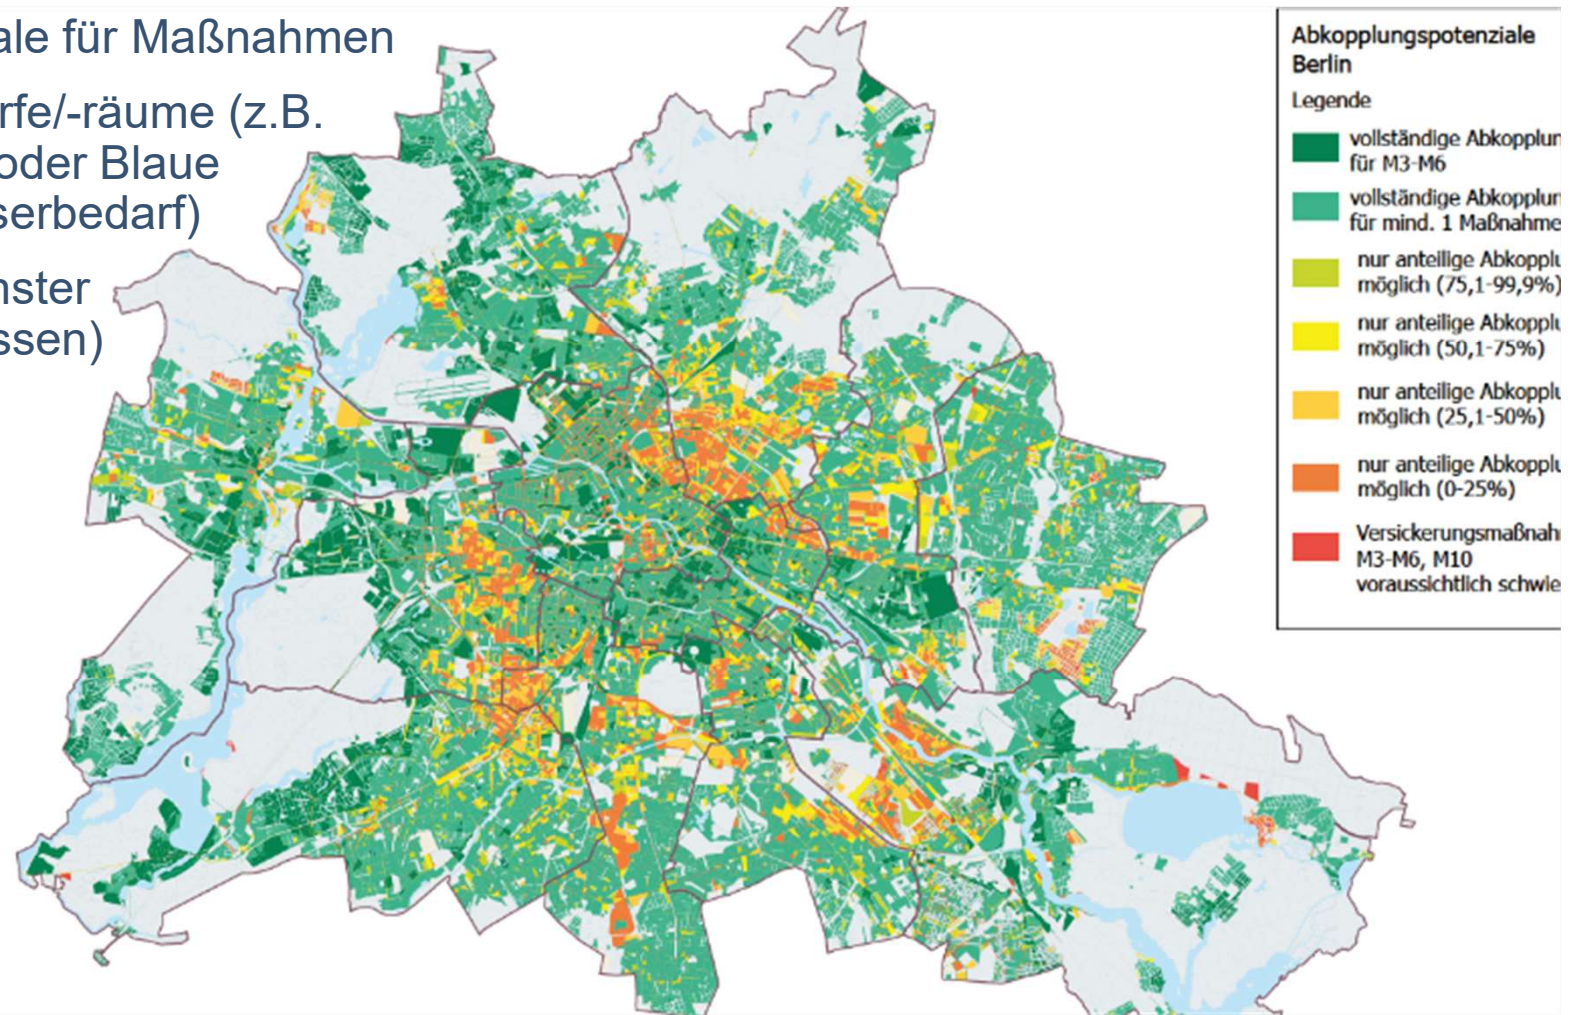 ale für Maßnahmen
rfe/-räume (z.B.
oder Blaue
serbedarf)
nster
ssen)
Abkopplungspotenziale
Berlin
Legende
vollständige Abkopplun
für M3-M6
vollständige Abkopplun
für mind. 1 Maßnahme
nur anteilige Abkopplu
möglich (75,1-99,9%)
nur anteilige Abkopplu
möglich (50,1-75%)
nur anteilige Abkopplu
möglich (25,1-50%)
nur anteilige Abkopplu
möglich (0-25%)
Versickerungsmaßnah
M3-M6, M10
voraussichtlich schwie